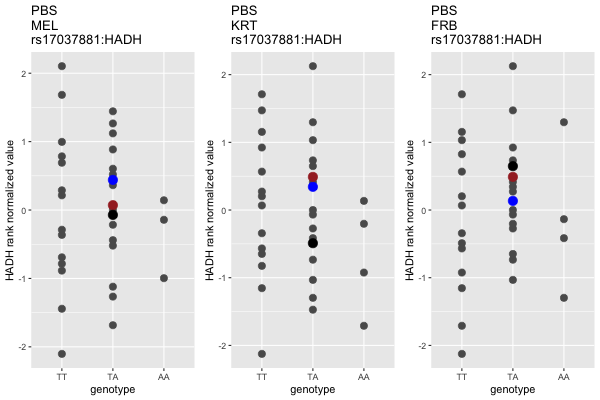 PBS
MEL
rs17037881:HADH
HADH rank normalized value
2
1
0
-1
-2
TT
TA
AA
genotype
PBS
KRT
rs17037881:HADH
HADH rank normalized value
2
1
0
-1
-2
TT
TA
AA
genotype
PBS
FRB
rs17037881:HADH
HADH rank normalized value
2
1
0
-1
-2
TT
TA
AA
genotype